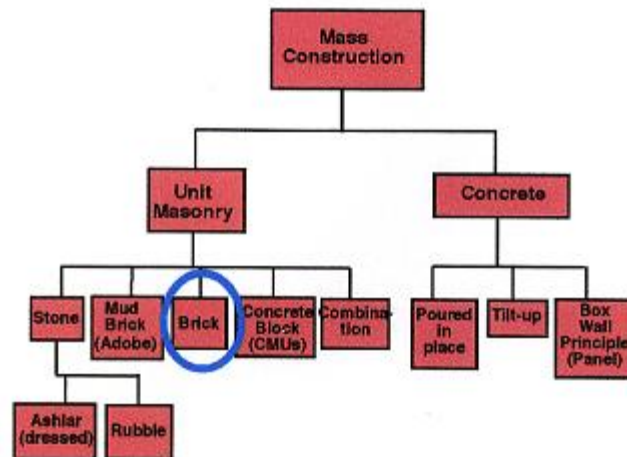 Mass
Construction
Unit
Masonry
Concrete
Stone
Mud
Brick
(Adobe)
Brick
Concrete
Block
(CMUs)
Combina-
tion
Poured
in
place
Tilt-up
Box
Wall
Principle
(Panel)
Ashlar
(dressed)
Rubble